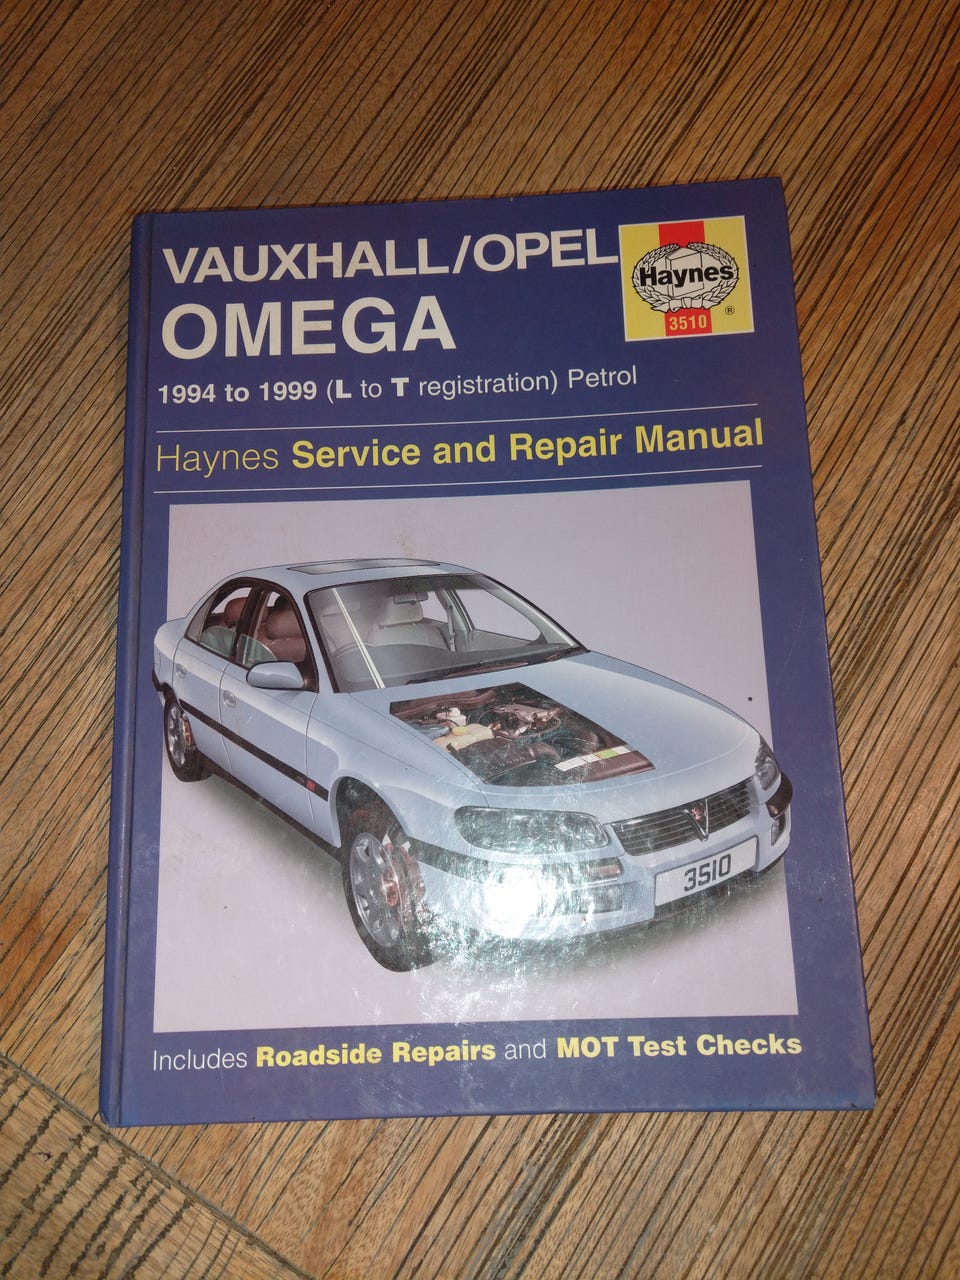 VAUXHALL/OPEL
OMEGA
Haynes
®
3510
1994 to 1999 (L to T registration) Petrol
Haynes Service and Repair Manual
3510
Includes Roadside Repairs and MOT Test Checks